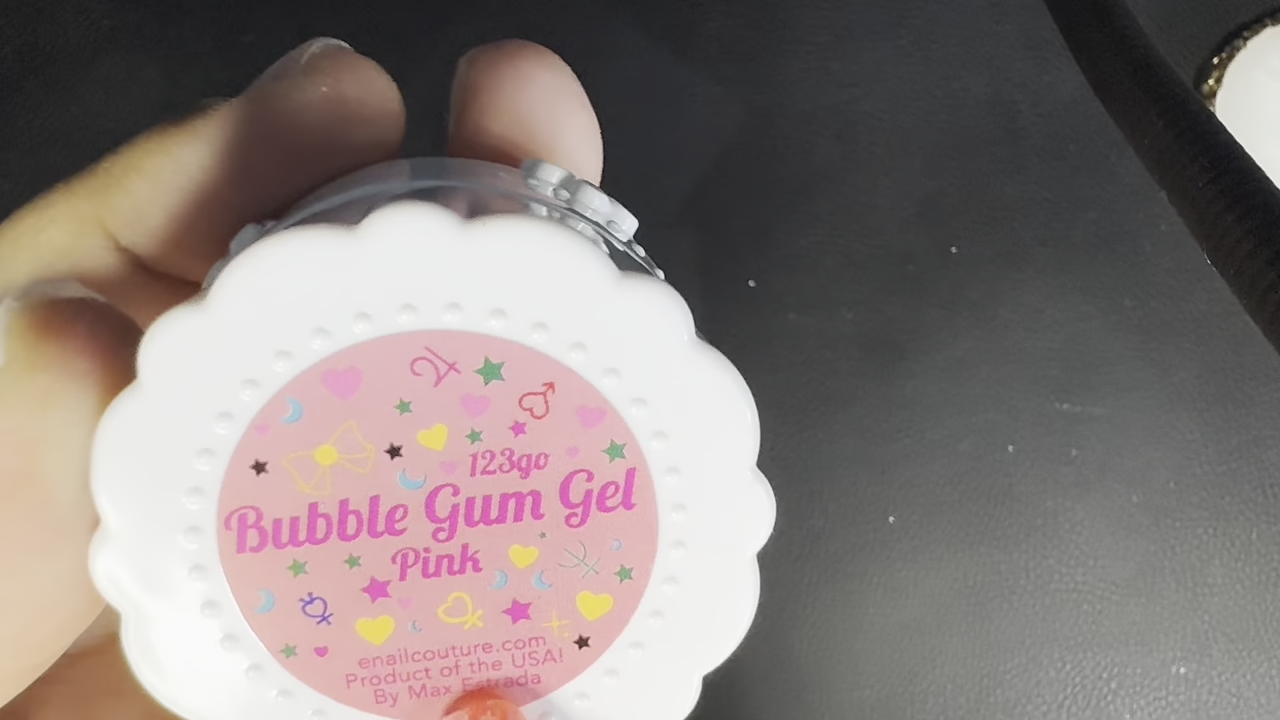 123go
Bubble Gum Gel
Pink
enailcouture.com
Product of the USA!
By Max Estrada